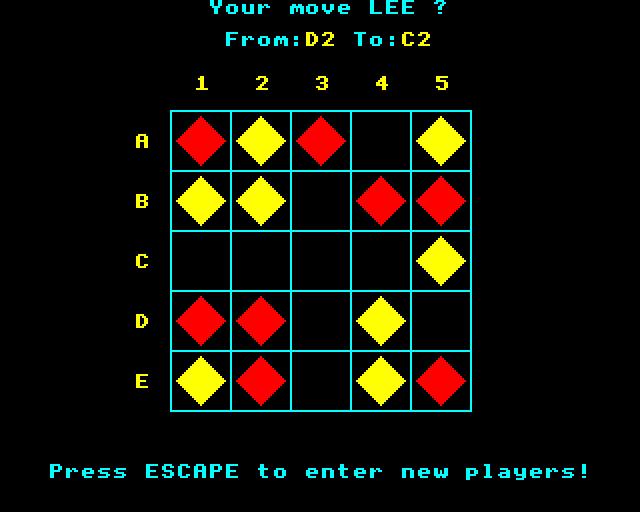 Your move LEE ?
From:D2 To:C2
1 2 3 4 5
A
B
C
D
E
Press ESCAPE to enter new players!